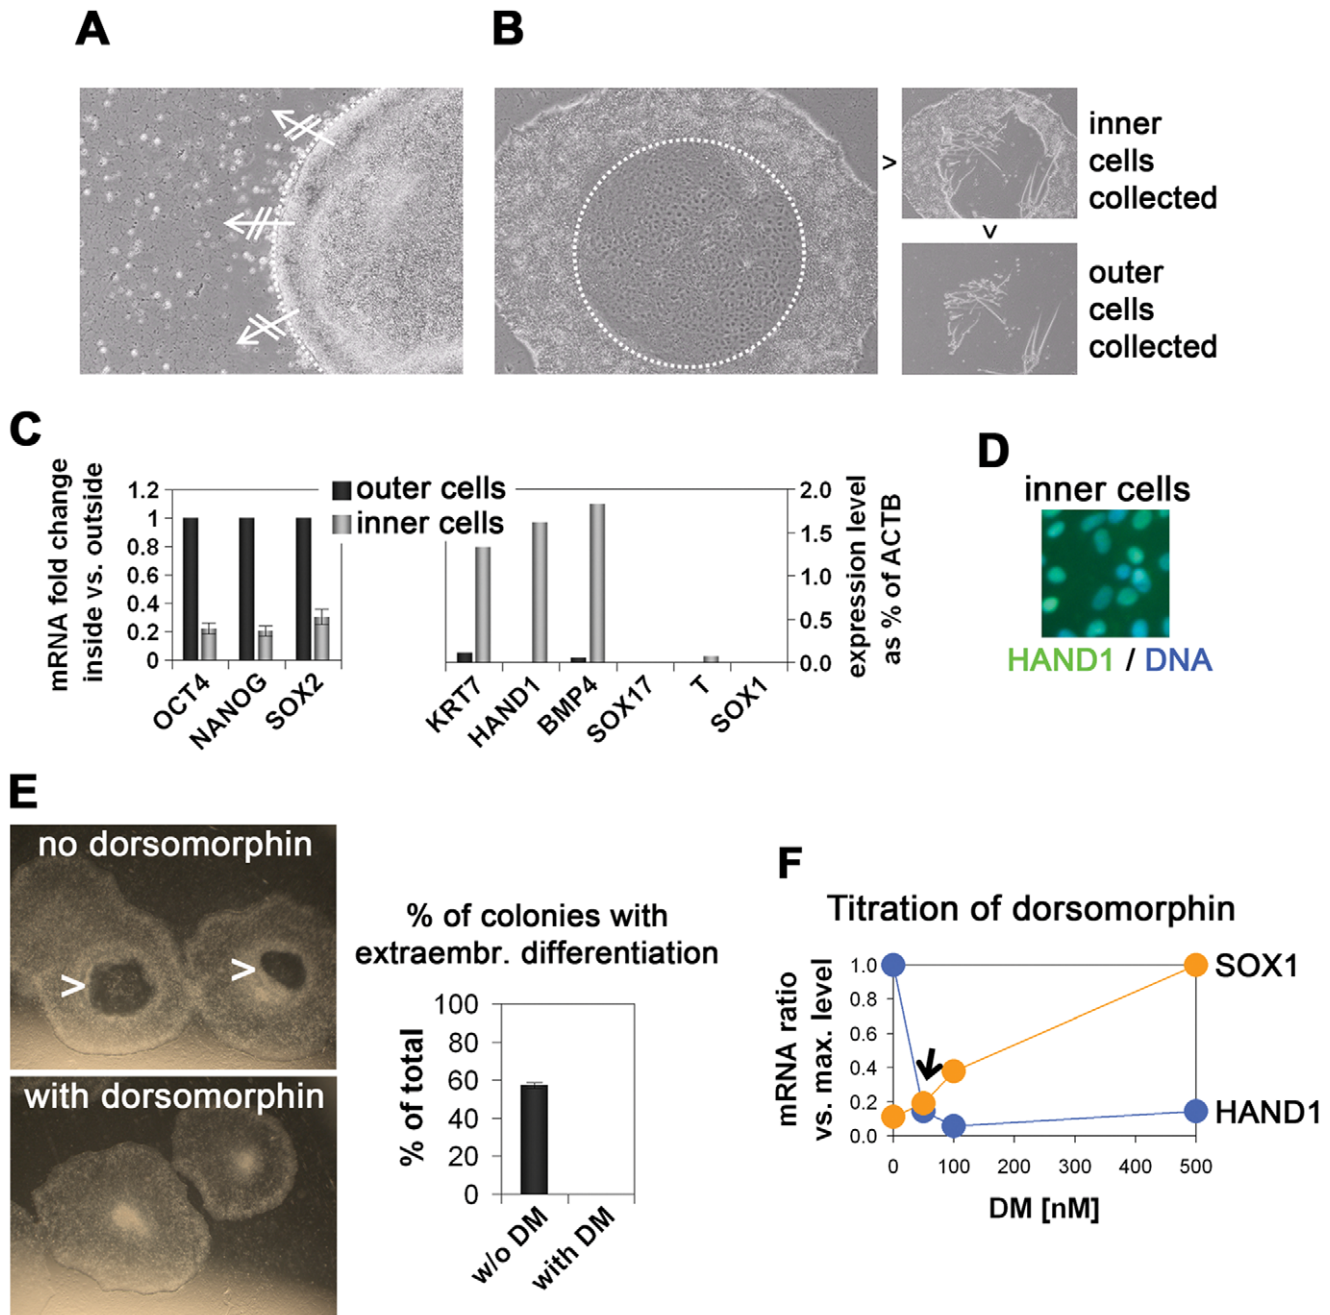 A
B
>
inner
cells
collected
v
outer
cells
collected
C
mRNA fold change
inside vs. outside
1.2
1
0.8
0.6
0.4
0.2
0
OCT4
NANOG
SOX2
outer cells
inner cells
2.0
1.5
1.0
0.5
0.0
expression level
as % of ACTB
KRT7
HAND1
BMP4
SOX17
T
SOX1
D
inner cells
HAND1 / DNA
E
no dorsomorphin
>
>
with dorsomorphin
% of colonies with
extraembr. differentiation
% of total
100
80
60
40
20
0
w/o DM
with DM
F
Titration of dorsomorphin
mRNA ratio
vs. max. level
1.0
0.8
0.6
0.4
0.2
0.0
SOX1
HAND1
0 100 200 300 400 500
DM [nM]